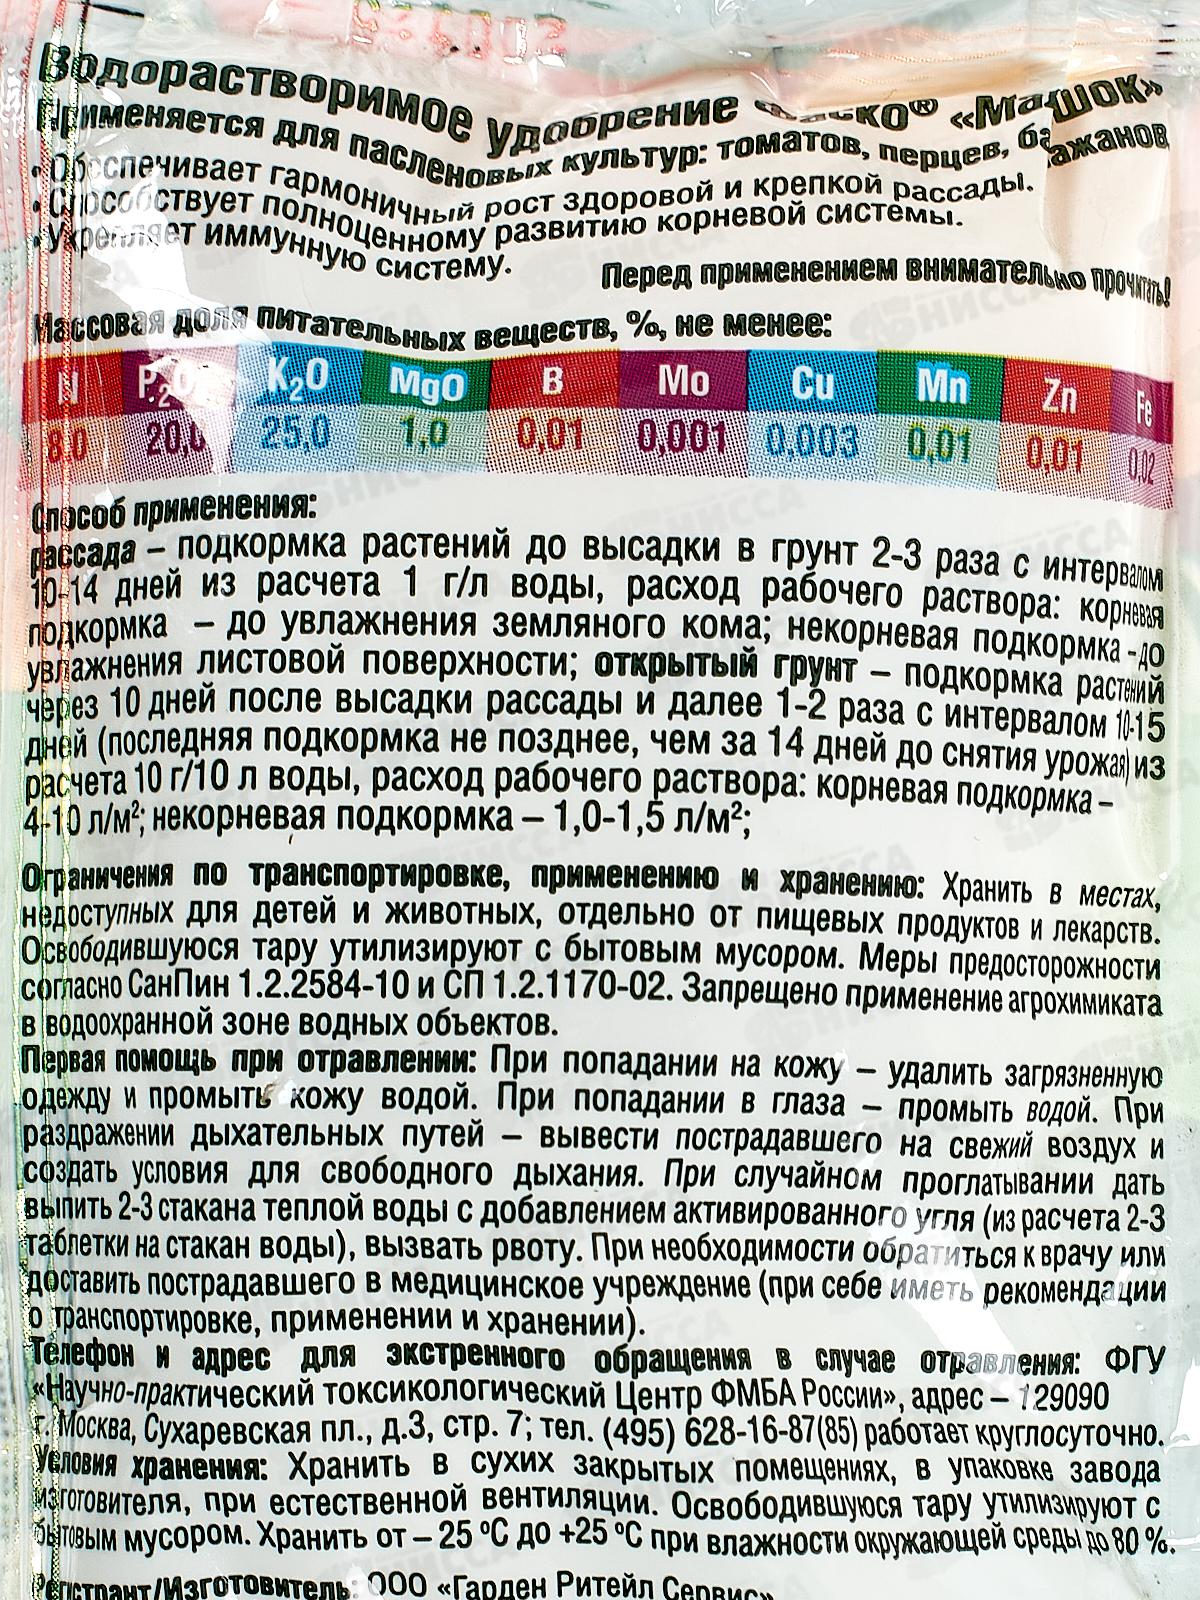 Водорастворимое удобрение «Фаско® «Малышок»
Применяется для пасленовых культур: томатов, перцев, баклажанов
• Обеспечивает гармоничный рост здоровой и крепкой рассады.
• Способствует полноценному развитию корневой системы.
• Укрепляет иммунную систему.
Перед применением внимательно прочитать!
Массовая доля питательных веществ, %, не менее:
N P₂O₅ K₂O MgO B Mo Cu Mn Zn Fe
8.0 20,0 25,0 1,0 0,01 0,001 0.003 0,01 0,01 0,02
Способ применения:
рассада – подкормка растений до высадки в грунт 2-3 раза с интервалом
10-14 дней из расчета 1 г/л воды, расход рабочего раствора: корневая
подкормка – до увлажнения земляного кома; некорневая подкормка - до
увлажнения листовой поверхности; открытый грунт – подкормка растений
через 10 дней после высадки рассады и далее 1-2 раза с интервалом 10-15
дней (последняя подкормка не позднее, чем за 14 дней до снятия урожая) из
расчета 10 г/10 л воды, расход рабочего раствора: корневая подкормка –
4-10 л/м²; некорневая подкормка – 1,0-1,5 л/м²;
Ограничения по транспортировке, применению и хранению: Хранить в местах,
недоступных для детей и животных, отдельно от пищевых продуктов и лекарств.
Освободившуюся тару утилизируют с бытовым мусором. Меры предосторожности
согласно СанПин 1.2.2584-10 и СП 1.2.1170-02. Запрещено применение агрохимиката
в водоохранной зоне водных объектов.
Первая помощь при отравлении: При попадании на кожу – удалить загрязненную
одежду и промыть кожу водой. При попадании в глаза – промыть водой. При
раздражении дыхательных путей – вывести пострадавшего на свежий воздух и
создать условия для свободного дыхания. При случайном проглатывании дать
выпить 2-3 стакана теплой воды с добавлением активированного угля (из расчета 2-3
таблетки на стакан воды), вызвать рвоту. При необходимости обратиться к врачу или
доставить пострадавшего в медицинское учреждение (при себе иметь рекомендации
о транспортировке, применении и хранении).
Телефон и адрес для экстренного обращения в случае отравления: ФГУ
«Научно-практический токсикологический Центр ФМБА России», адрес – 129090
г. Москва, Сухаревская пл., д.3, стр. 7; тел. (495) 628-16-87(85) работает круглосуточно.
Условия хранения: Хранить в сухих закрытых помещениях, в упаковке завода
изготовителя, при естественной вентиляции. Освободившуюся тару утилизируют с
бытовым мусором. Хранить от – 25 ºС до +25 ºС при влажности окружающей среды до 80 %.
Регистрант/Изготовитель: ООО «Гарден Ритейл Сервис»
НИССА